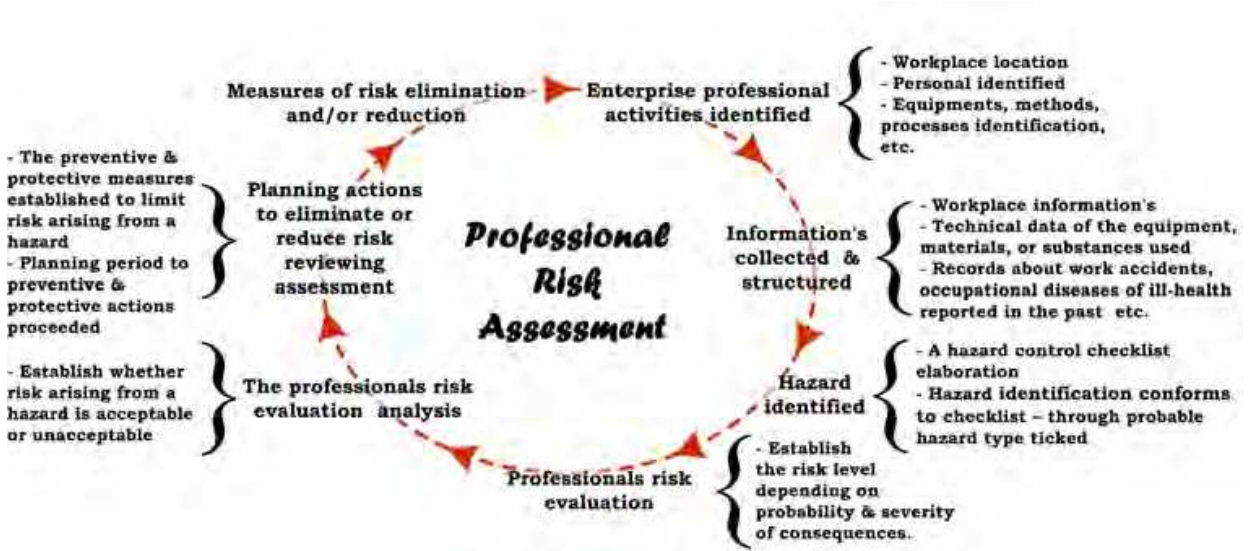 Measures of risk elimination
and/or reduction
Enterprise professional
activities identified
- Workplace location
- Personal identified
- Equipments, methods,
processes identification,
etc.
Information's
collected &
structured
- Workplace information's
- Technical data of the equipment,
materials, or substances used
- Records about work accidents,
occupational diseases of ill-health
reported in the past etc.
Hazard
identified
- A hazard control checklist
elaboration
- Hazard identification conforms
to checklist – through probable
hazard type ticked
Professionals risk
evaluation
- Establish
the risk level
depending on
probability & severity
of consequences.
The professionals risk
evaluation analysis
- Establish whether
risk arising from a
hazard is acceptable
or unacceptable
Planning actions
to eliminate or
reduce risk
reviewing
assessment
- The preventive &
protective measures
established to limit
risk arising from a
hazard
- Planning period to
preventive &
protective actions
proceeded
Professional
Risk
Assessment